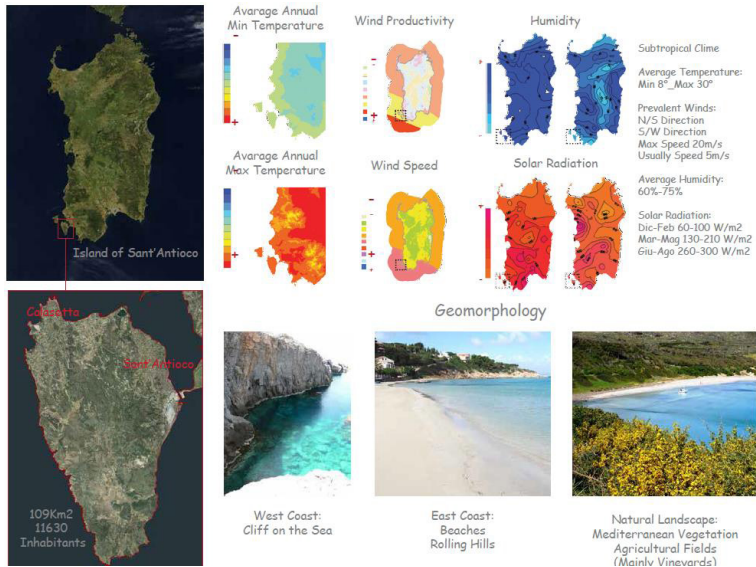 Avarage Annual
Min Temperature
Wind Productivity
Humidity
Subtropical Clime
Average Temperature:
Min 8°_Max 30°
Prevalent Winds:
N/S Direction
S/W Direction
Max Speed 20m/s
Usually Speed 5m/s
Average Humidity:
60%-75%
Solar Radiation:
Dic-Feb 60-100 W/m2
Mar-Mag 130-210 W/m2
Giu-Ago 260-300 W/m2
Avarage Annual
Max Temperature
Wind Speed
Solar Radiation
Island of Sant'Antioco
Geomorphology
Calasetta
Sant'Antioco
109Km2
11630
Inhabitants
West Coast:
Cliff on the Sea
East Coast:
Beaches
Rolling Hills
Natural Landscape:
Mediterranean Vegetation
Agricultural Fields
(Mainly Vineyards)